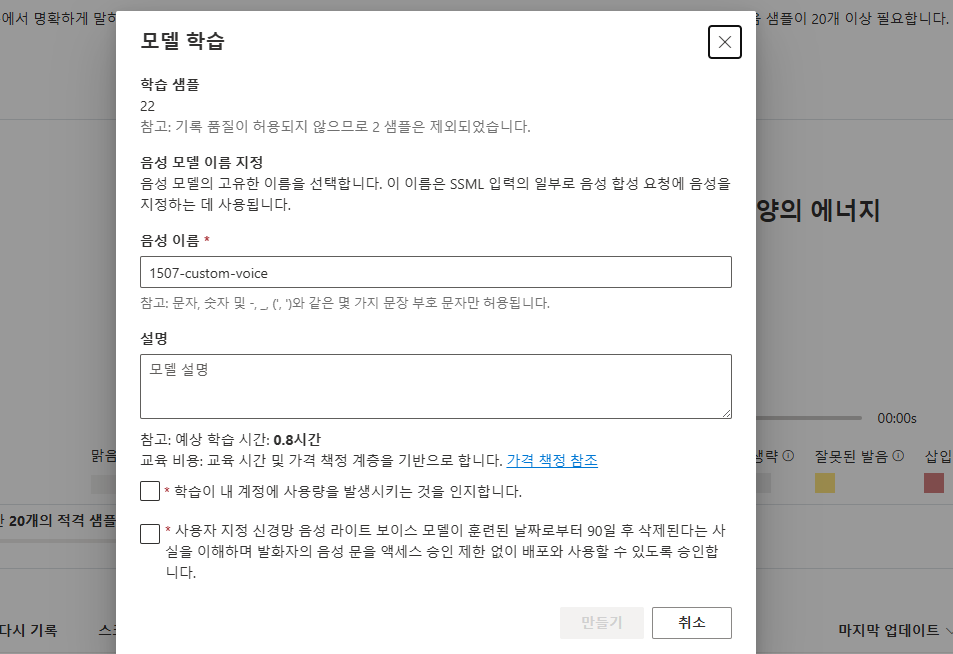 에서 명확하게 말하
샘플이 20개 이상 필요합니다.
모델 학습
학습 샘플
22
참고: 기록 품질이 허용되지 않으므로 2 샘플은 제외되었습니다.
음성 모델 이름 지정
음성 모델의 고유한 이름을 선택합니다. 이 이름은 SSML 입력의 일부로 음성 합성 요청에 음성을
지정하는 데 사용됩니다.
양의 에너지
음성 이름 *
1507-custom-voice
참고: 문자, 숫자 및 -, _, (', ')와 같은 몇 가지 문장 부호 문자만 허용됩니다.
설명
모델 설명
00:00s
참고: 예상 학습 시간: 0.8시간
교육 비용: 교육 시간 및 가격 책정 계층을 기반으로 합니다. 가격 책정 참조
맑음
생략 잘못된 발음 삽입
* 학습이 내 계정에 사용량을 발생시키는 것을 인지합니다.
20개의 적격 샘플
* 사용자 지정 신경망 음성 라이트 보이스 모델이 훈련된 날짜로부터 90일 후 삭제된다는 사
실을 이해하며 발화자의 음성 문을 액세스 승인 제한 없이 배포와 사용할 수 있도록 승인합
니다.
만들기 취소
다시 기록
마지막 업데이트